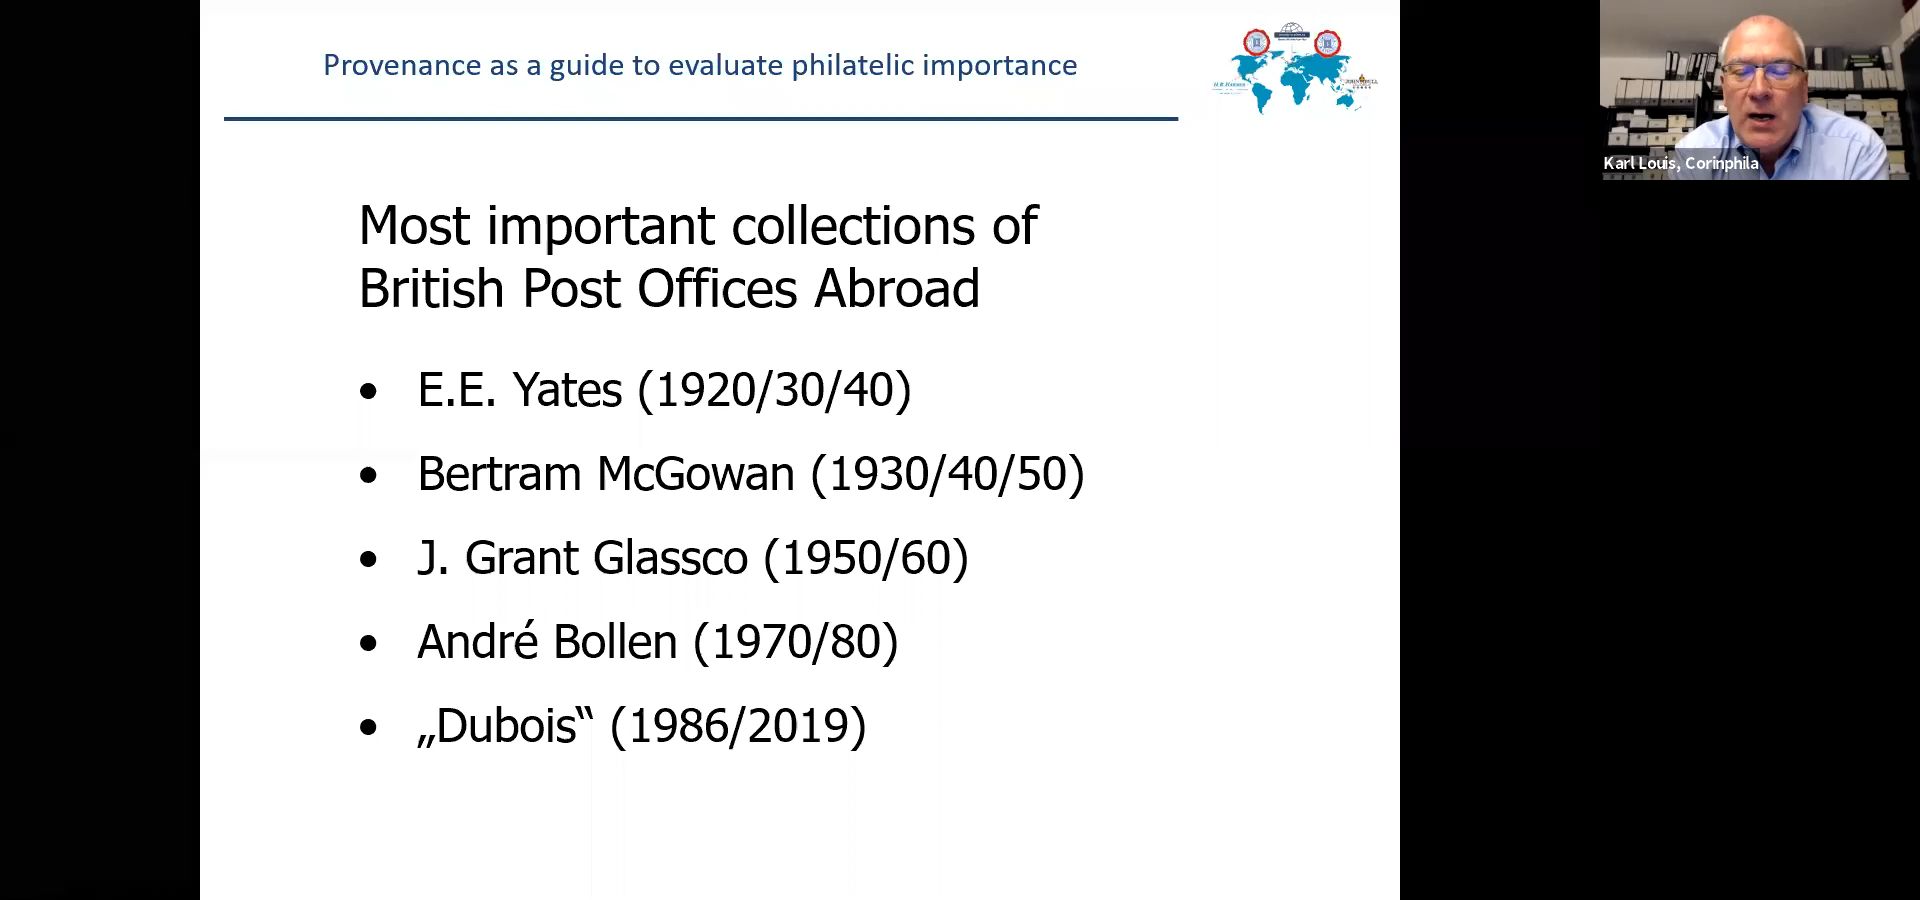 Provenance as a guide to evaluate philatelic importance
Most important collections of
British Post Offices Abroad
• E.E. Yates (1920/30/40)
• Bertram McGowan (1930/40/50)
• J. Grant Glassco (1950/60)
• André Bollen (1970/80)
• „Dubois“ (1986/2019)
Karl Louis, Corinphila